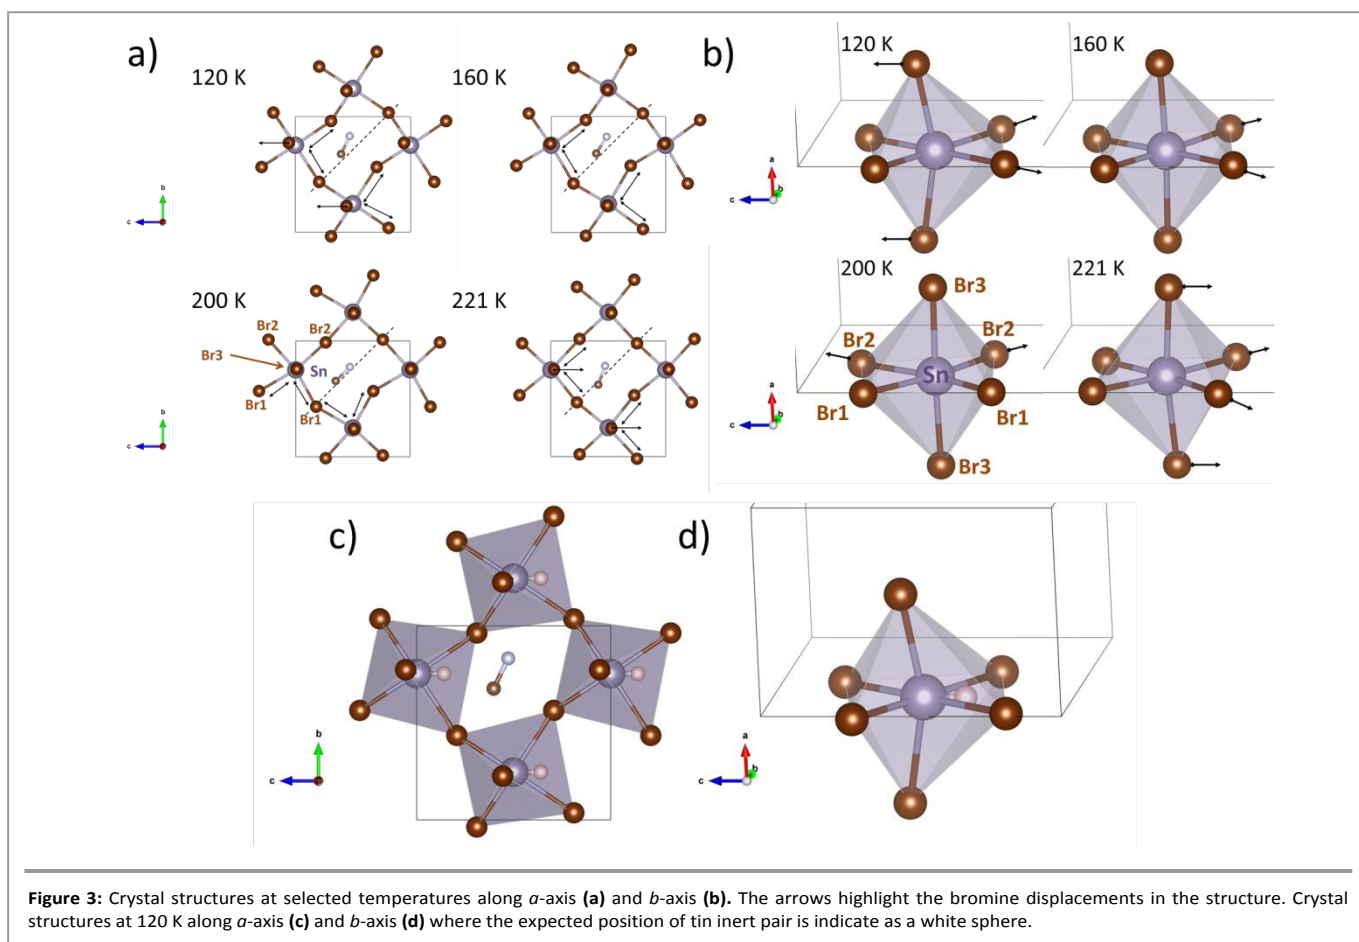 a)
120 K
160 K
b
c
200 K
221 K
Br2
Br2
Br3
Sn
Br1
Br1
b
c
b)
120 K
160 K
a
b
c
200 K
221 K
Br3
Br2
Br2
Sn
Br1
Br1
Br3
a
b
c
c)
b
c
d)
a
b
c
Figure 3: Crystal structures at selected temperatures along a-axis (a) and b-axis (b). The arrows highlight the bromine displacements in the structure. Crystal
structures at 120 K along a-axis (c) and b-axis (d) where the expected position of tin inert pair is indicate as a white sphere.